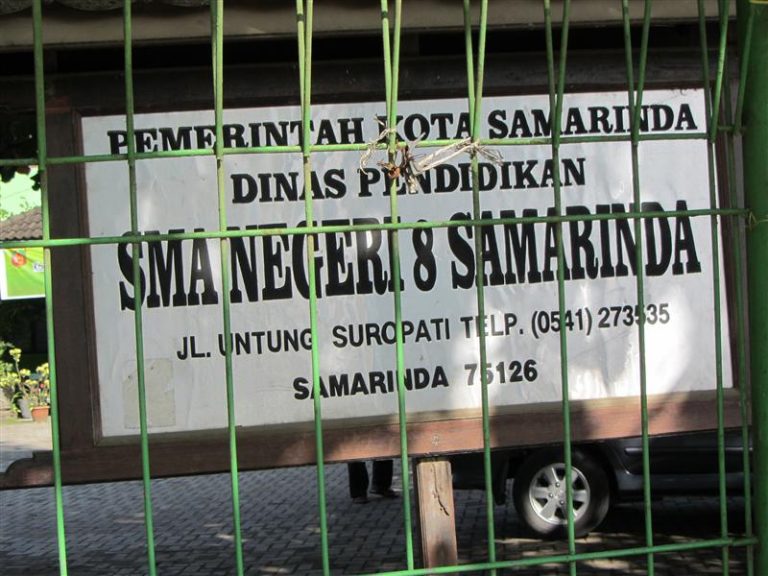 PEMERINTAH KOTA SAMARINDA
DINAS PENDIDIKAN
SMA NEGERI 8 SAMARINDA
JL. UNTUNG SUROPATI TELP. (0541) 273535
SAMARINDA 75126